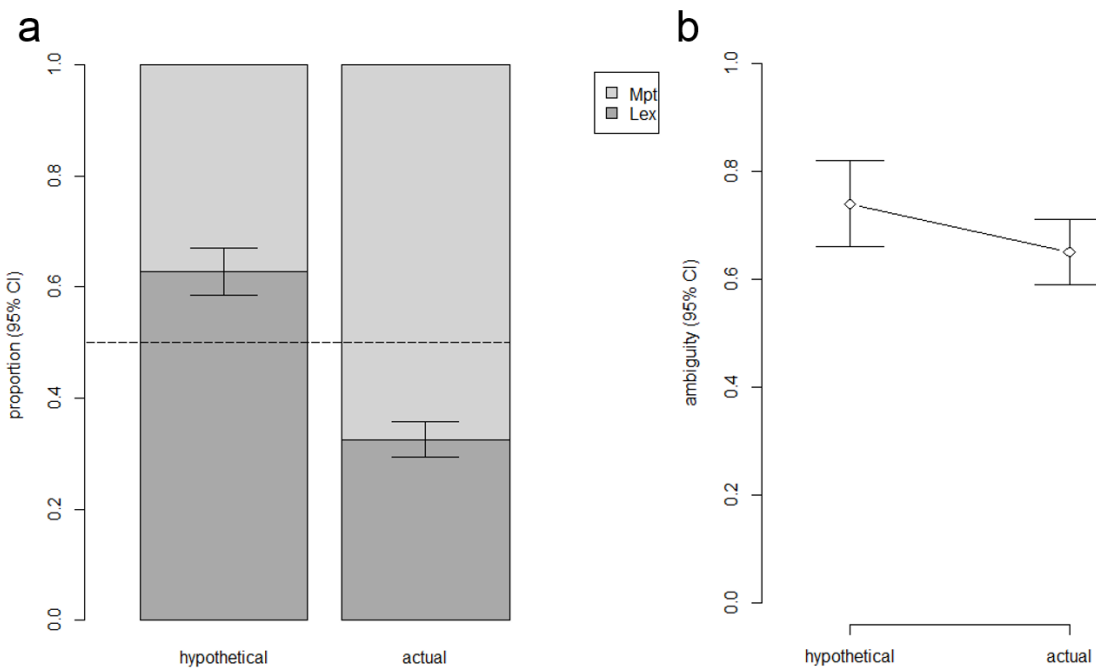 a
proportion (95% CI)
1.0
0.8
0.6
0.4
0.2
0.0
hypothetical
actual
Mpt
Lex
b
ambiguity (95% CI)
1.0
0.8
0.6
0.4
0.2
0.0
hypothetical
actual